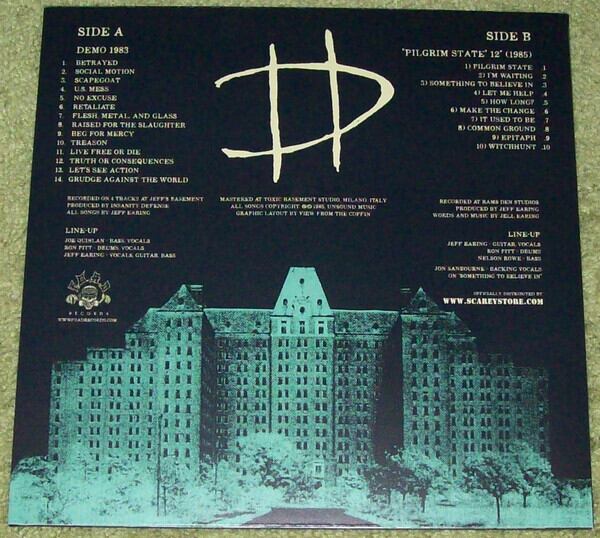 SIDE A
DEMO 1983
1. BETRAYED
2. SOCIAL MOTION
3. SCAPEGOAT
4. U.S. MESS
5. NO EXCUSE
6. RETALIATE
7. FLESH, METAL, AND GLASS
8. RAISED FOR THE SLAUGHTER
9. BEG FOR MERCY
10. TREASON
11. LIVE FREE OR DIE
12. TRUTH OR CONSEQUENCES
13. LET'S SEE ACTION
14. GRUDGE AGAINST THE WORLD
RECORDED ON 4 TRACKS AT JEFF'S BASEMENT
PRODUCED BY INSANITY DEFENSE
ALL SONGS BY JEFF EARING
LINE-UP
JOE QUINLAN - BASS, VOCALS
RON PITT - DRUMS, VOCALS
JEFF EARING - VOCALS, GUITAR, BASS
RECORDS
MASTERED AT TOXIC BASEMENT STUDIO, MILANO, ITALY
ALL SONGS COPYRIGHT ©℗ 1985, UNSOUND MUSIC
GRAPHIC LAYOUT BY VIEW FROM THE COFFIN
SIDE B
"PILGRIM STATE" 12" (1985)
1) PILGRIM STATE .1
2) I'M WAITING .2
3) SOMETHING TO BELIEVE IN .3
4) LET ME HELP .4
5) HOW LONG? .5
6) MAKE THE CHANGE .6
7) IT USED TO BE .7
8) COMMON GROUND .8
9) EPITAPH .9
10) WITCHHUNT .10
RECORDED AT RAMS DEN STUDIOS
PRODUCED BY JEFF EARING
WORDS AND MUSIC BY JEFF EARING
LINE-UP
JEFF EARING - GUITAR, VOCALS
RON PITT - DRUMS
NELSON ROWE - BASS
JON SANBOURNE - BACKING VOCALS
ON "SOMETHING TO BELIEVE IN"
OFFICIALLY DISTRIBUTED BY
WWW.SCAREYSTORE.COM